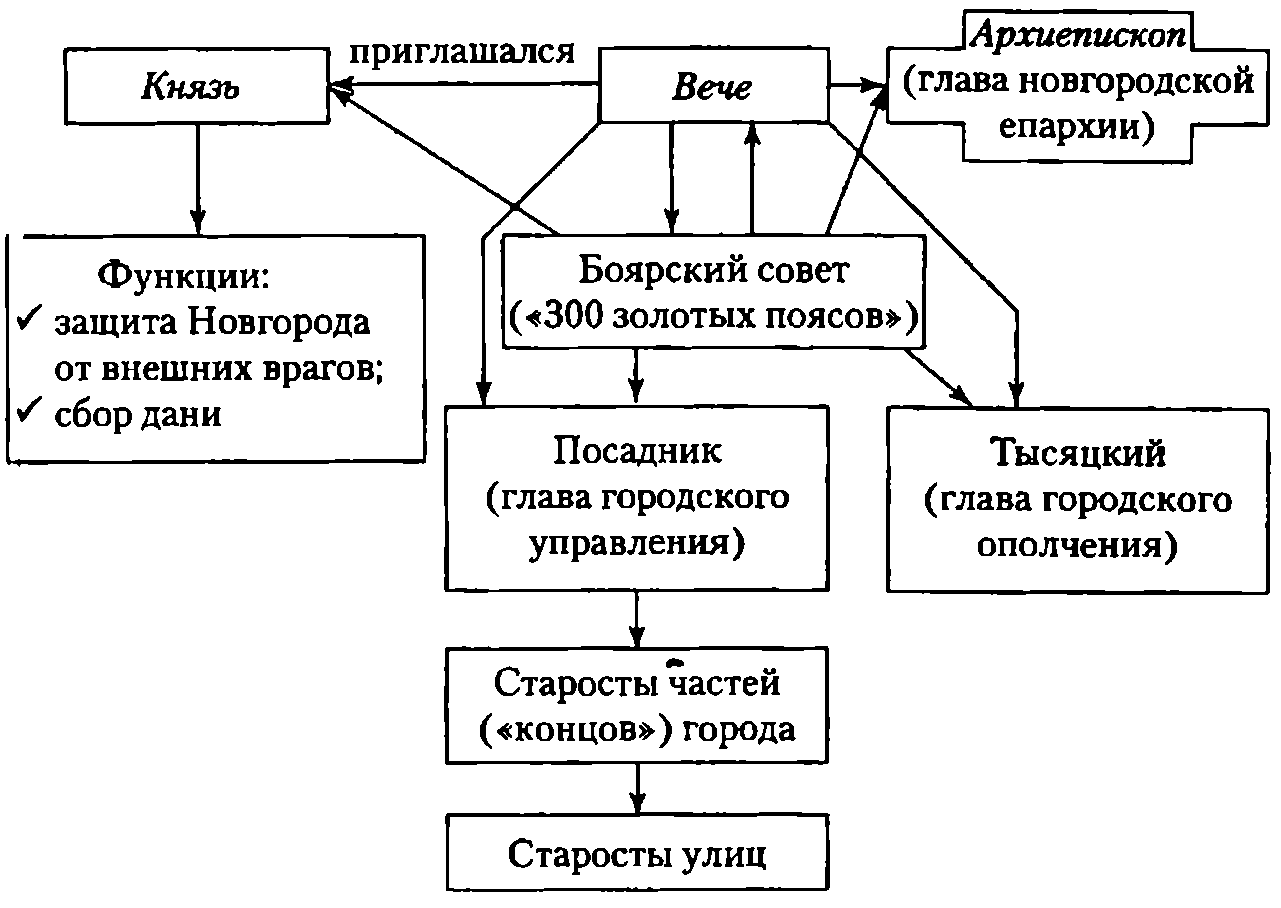 приглашался
Князь
Вече
Архиепископ
(глава новгородской
епархии)
Функции:
✓ защита Новгорода
от внешних врагов;
✓ сбор дани
Боярский совет
(«300 золотых поясов»)
Посадник
(глава городского
управления)
Тысяцкий
(глава городского
ополчения)
Старосты частей
(«концов») города
Старосты улиц